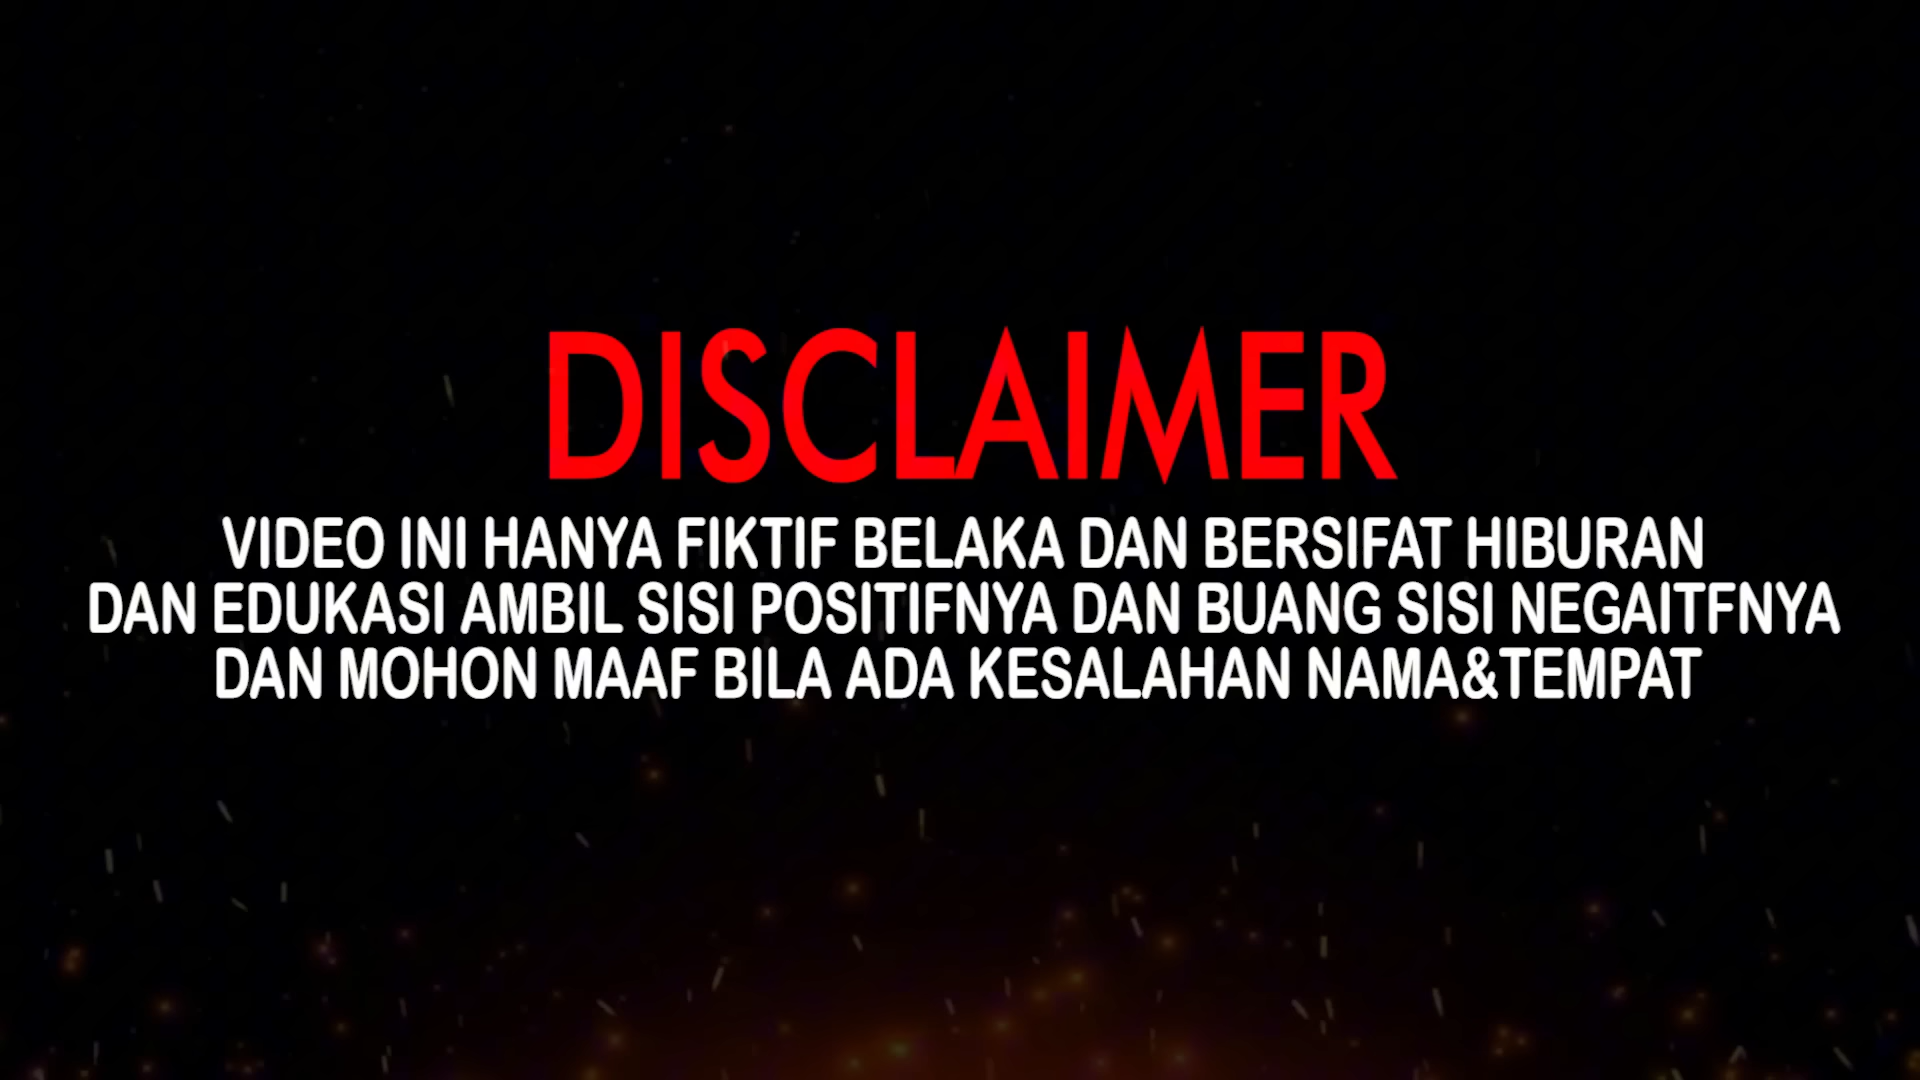 DISCLAIMER
VIDEO INI HANYA FIKTIF BELAKA DAN BERSIFAT HIBURAN
DAN EDUKASI AMBIL SISI POSITIFNYA DAN BUANG SISI NEGAITFNYA
DAN MOHON MAAF BILA ADA KESALAHAN NAMA&TEMPAT